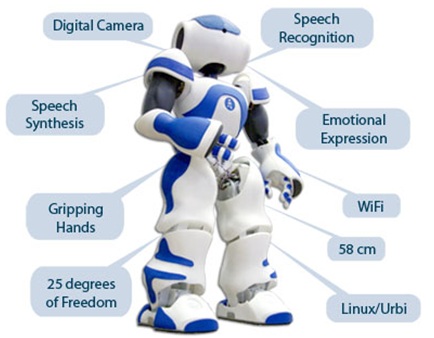 Digital Camera
Speech
Recognition
Speech
Synthesis
Emotional
Expression
Gripping
Hands
WiFi
58 cm
25 degrees
of Freedom
Linux/Urbi